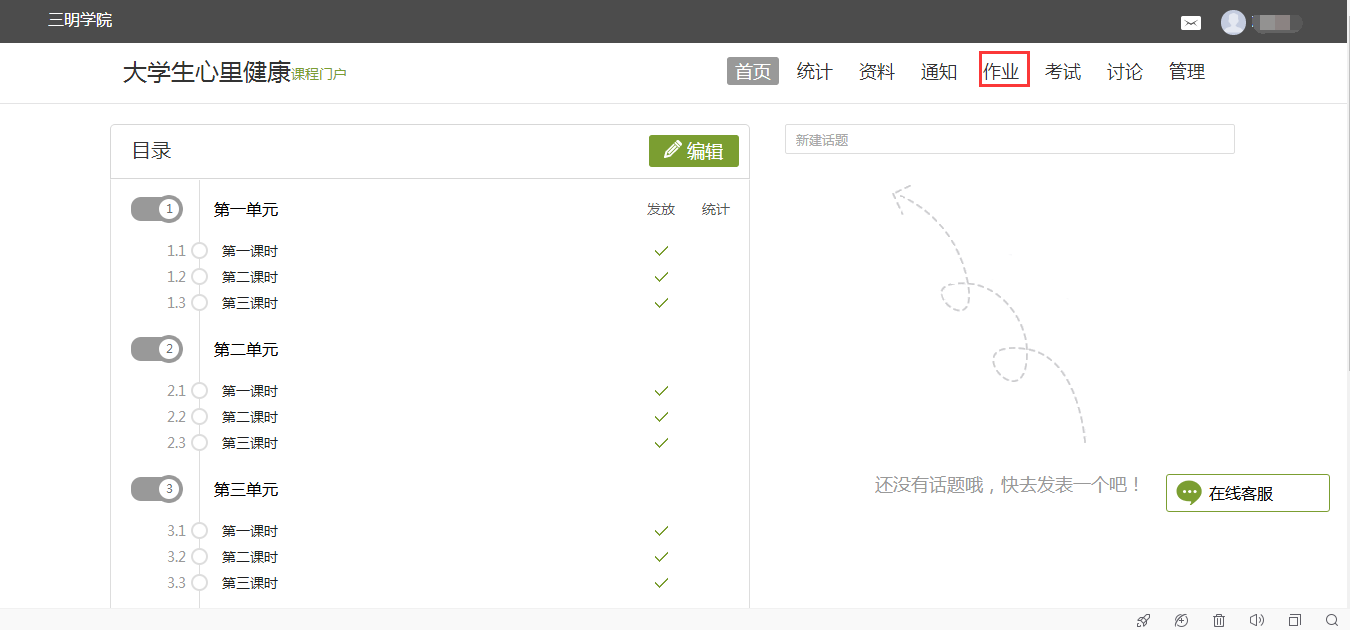 三明学院
大学生心里健康课程门户
首页 统计 资料 通知 作业 考试 讨论 管理
目录 编辑
新建话题
1 第一单元 发放 统计
1.1 第一课时
1.2 第二课时
1.3 第三课时
2 第二单元
2.1 第一课时
2.2 第二课时
2.3 第三课时
3 第三单元
3.1 第一课时
3.2 第二课时
3.3 第三课时
还没有话题哦，快去发表一个吧！
在线客服